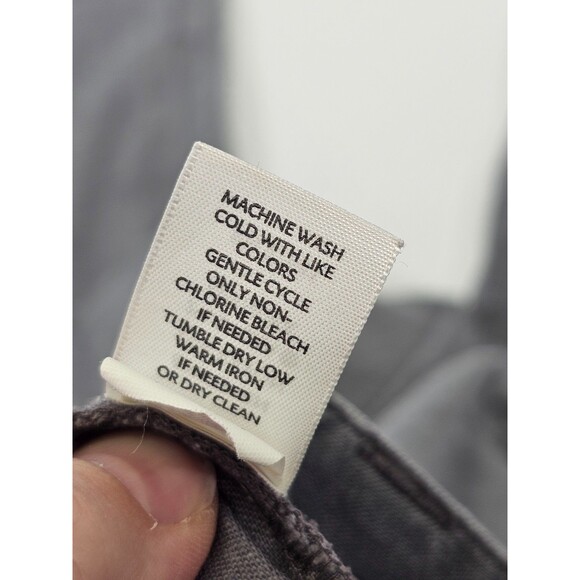 MACHINE WASH
COLD WITH LIKE
COLORS
GENTLE CYCLE
ONLY NON-
CHLORINE BLEACH
IF NEEDED
TUMBLE DRY LOW
WARM IRON
IF NEEDED
OR DRY CLEAN